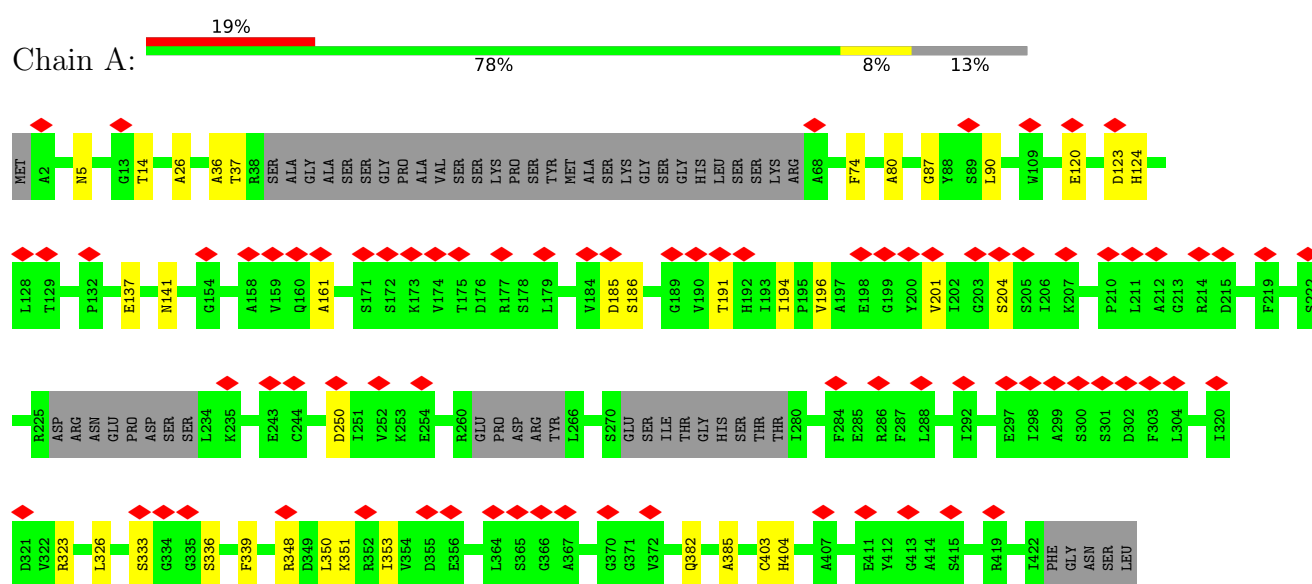 19%
Chain A:
78% 8% 13%
MET A2 N5 G13 T14 A26 A36 T37 R38 SER ALA GLY ALA SER SER GLY PRO ALA VAL SER SER LYS PRO SER TYR MET ALA SER LYS GLY SER GLY HIS LEU SER SER LYS ARG A68 F74 A80 G87 Y88 S89 L90 W109 E120 D123 H124
L128 T129 P132 E137 N141 G154 A158 V159 Q160 A161 S171 S172 K173 V174 T175 D176 R177 S178 L179 V184 D185 S186 G189 V190 T191 H192 I193 I194 P195 V196 A197 E198 G199 Y200 V201 I202 G203 S204 S205 I206 K207 P210 L211 A212 G213 R214 D215 F219 S222
R225 ASP ARG ASN GLU PRO ASP SER SER L234 K235 E243 C244 D250 I251 V252 K253 E254 R260 GLU PRO ASP ARG TYR L266 S270 GLU SER ILE THR GLY HIS SER THR THR I280 F284 E285 R286 F287 L288 I292 E297 I298 A299 S300 S301 D302 F303 L304 I320
D321 V322 R323 L326 S333 G334 G335 S336 F339 R348 D349 L350 K351 R352 I353 V354 D355 E356 L364 S365 G366 A367 G370 G371 V372 Q382 A385 C403 H404 A407 E411 Y412 G413 A414 S415 R419 I422 PHE GLY ASN SER LEU